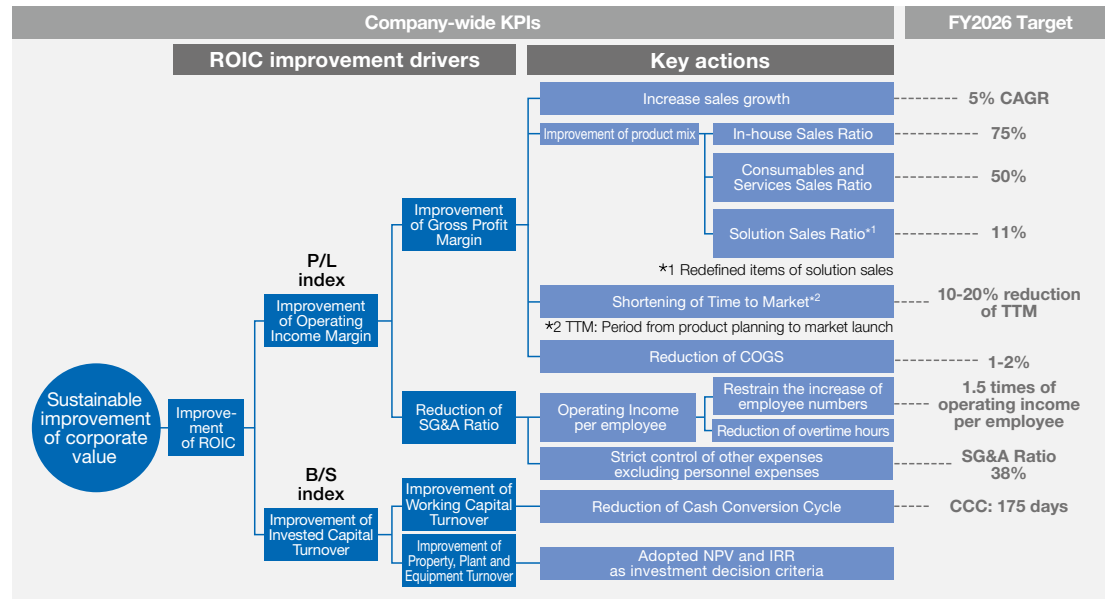 Company-wide KPIs
FY2026 Target
ROIC improvement drivers
Key actions
Sustainable
improvement
of corporate
value
Improve-
ment
of ROIC
P/L
index
Improvement
of Operating
Income Margin
Improvement
of Gross Profit
Margin
Increase sales growth
5% CAGR
Improvement of product mix
In-house Sales Ratio
75%
Consumables and
Services Sales Ratio
50%
Solution Sales Ratio*1
11%
*1 Redefined items of solution sales
Shortening of Time to Market*2
10-20% reduction
of TTM
*2 TTM: Period from product planning to market launch
Reduction of COGS
1-2%
Reduction of
SG&A Ratio
Operating Income
per employee
Restrain the increase of
employee numbers
Reduction of overtime hours
1.5 times of
operating income
per employee
Strict control of other expenses
excluding personnel expenses
SG&A Ratio
38%
B/S
index
Improvement of
Invested Capital
Turnover
Improvement of
Working Capital
Turnover
Reduction of Cash Conversion Cycle
CCC: 175 days
Improvement of
Property, Plant and
Equipment Turnover
Adopted NPV and IRR
as investment decision criteria